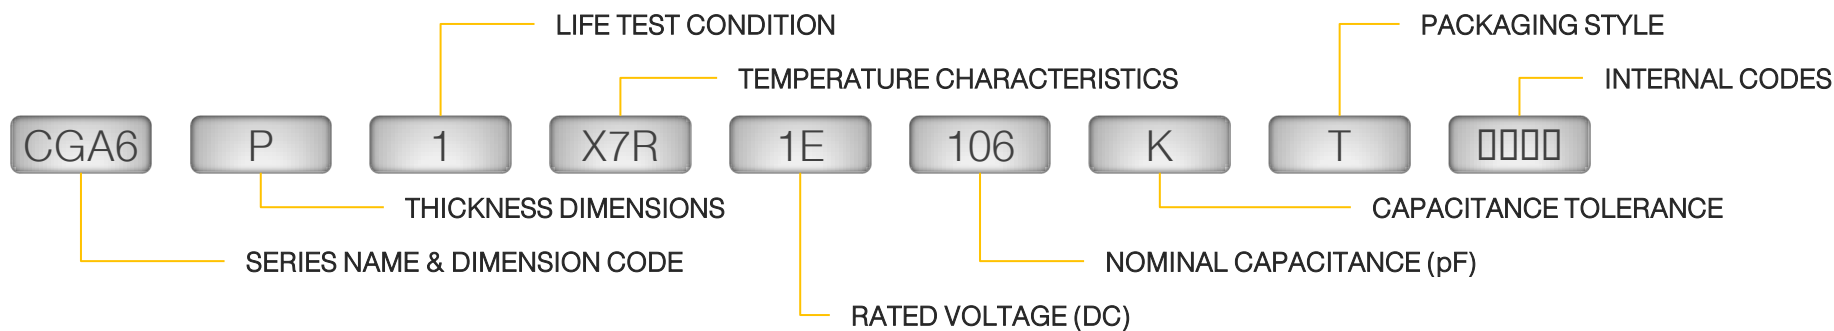 LIFE TEST CONDITION
PACKAGING STYLE
TEMPERATURE CHARACTERISTICS
INTERNAL CODES
CGA6 P 1 X7R 1E 106 K T □□□□
THICKNESS DIMENSIONS
CAPACITANCE TOLERANCE
SERIES NAME & DIMENSION CODE
NOMINAL CAPACITANCE (pF)
RATED VOLTAGE (DC)